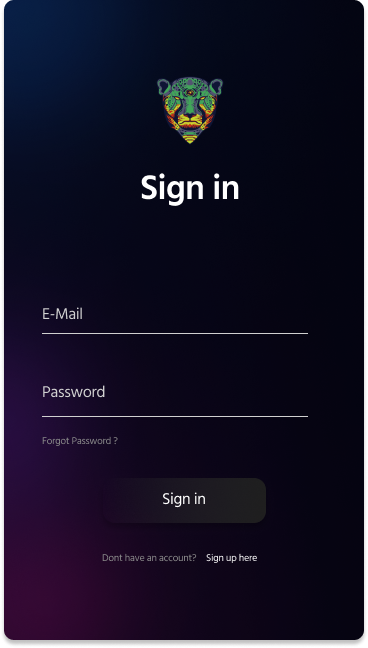 Sign in
E-Mail
Password
Forgot Password ?
Sign in
Dont have an account? Sign up here